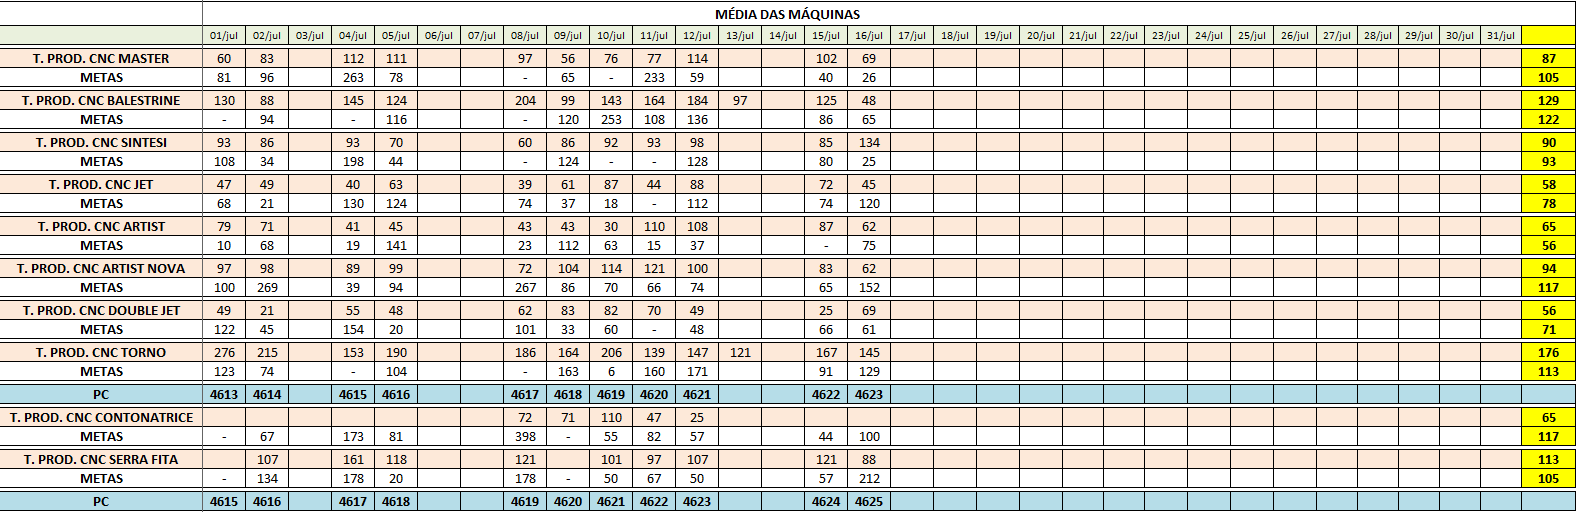 MÉDIA DAS MÁQUINAS
01/jul 02/jul 03/jul 04/jul 05/jul 06/jul 07/jul 08/jul 09/jul 10/jul 11/jul 12/jul 13/jul 14/jul 15/jul 16/jul 17/jul 18/jul 19/jul 20/jul 21/jul 22/jul 23/jul 24/jul 25/jul 26/jul 27/jul 28/jul 29/jul 30/jul 31/jul
T. PROD. CNC MASTER 60 83 112 111 97 56 76 77 114 102 69 87
METAS 81 96 263 78 - 65 - 233 59 40 26 105
T. PROD. CNC BALESTRINE 130 88 145 124 204 99 143 164 184 97 125 48 129
METAS - 94 - 116 - 120 253 108 136 86 65 122
T. PROD. CNC SINTESI 93 86 93 70 60 86 92 93 98 85 134 90
METAS 108 34 198 44 - 124 - - 128 80 25 93
T. PROD. CNC JET 47 49 40 63 39 61 87 44 88 72 45 58
METAS 68 21 130 124 74 37 18 - 112 74 120 78
T. PROD. CNC ARTIST 79 71 41 45 43 43 30 110 108 87 62 65
METAS 10 68 19 141 23 112 63 15 37 - 75 56
T. PROD. CNC ARTIST NOVA 97 98 89 99 72 104 114 121 100 83 62 94
METAS 100 269 39 94 267 86 70 66 74 65 152 117
T. PROD. CNC DOUBLE JET 49 21 55 48 62 83 82 70 49 25 69 56
METAS 122 45 154 20 101 33 60 - 48 66 61 71
T. PROD. CNC TORNO 276 215 153 190 186 164 206 139 147 121 167 145 176
METAS 123 74 - 104 - 163 6 160 171 91 129 113
PC 4613 4614 4615 4616 4617 4618 4619 4620 4621 4622 4623
T. PROD. CNC CONTONATRICE 72 71 110 47 25 65
METAS - 67 173 81 398 - 55 82 57 44 100 117
T. PROD. CNC SERRA FITA 107 161 118 121 101 97 107 121 88 113
METAS - 134 178 20 178 - 50 67 50 57 212 105
PC 4615 4616 4617 4618 4619 4620 4621 4622 4623 4624 4625